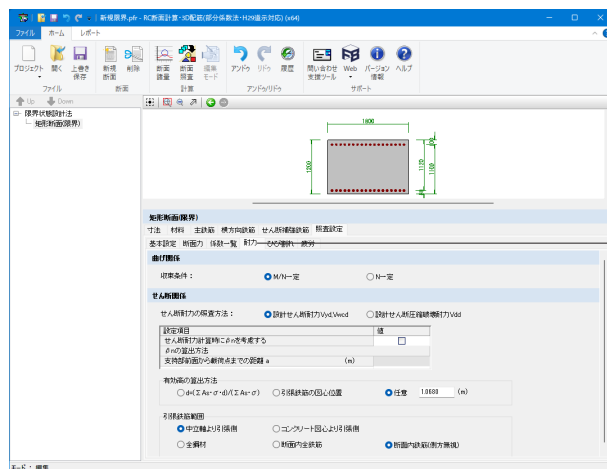 新規限界.pfr - RC断面計算・3D配筋(部分係数法・H29道示対応) (x64)
ファイル ホーム レポート
プロジェクト 開く 上書き保存 新規断面 削除 断面諸量 断面照査 編集モード アンドゥ リドゥ 履歴 問い合わせ支援ツール Web バージョン情報 ヘルプ
ファイル 断面 計算 アンドゥ/リドゥ サポート
Up Down
限界状態設計法
矩形断面(限界)
1800
1200
1120
1100
矩形断面(限界)
寸法 材料 主鉄筋 横方向鉄筋 せん断補強鉄筋 照査設定
基本設定 断面力 係数一覧 耐力 ひび割れ 疲労
曲げ関係
収束条件： M/N一定 N一定
せん断関係
せん断耐力の照査方法： 設計せん断耐力Vyd,Vwcd 設計せん断圧縮破壊耐力Vdd
設定項目 値
せん断耐力計算時にβnを考慮する
βnの算出方法
支持部前面から載荷点までの距離 a (m)
有効高の算出方法
d=(ΣAs・σ・d)/(ΣAs・σ) 引張鉄筋の図心位置 任意 1.0680 (m)
引張鉄筋範囲
中立軸より引張側 コンクリート図心より引張側
全鋼材 断面内全鉄筋 断面内鉄筋(側方無視)
モード： 編集